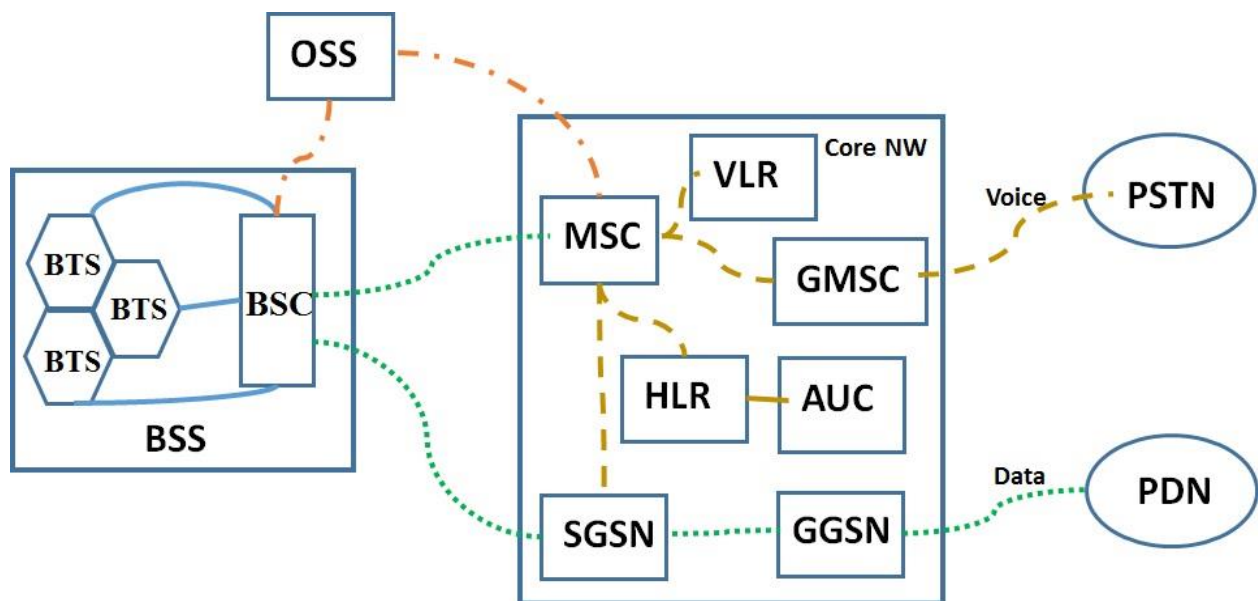 OSS
Core NW
VLR
Voice
PSTN
MSC
BTS
GMSC
BTS
BSC
BTS
HLR
AUC
BSS
Data
PDN
SGSN
GGSN